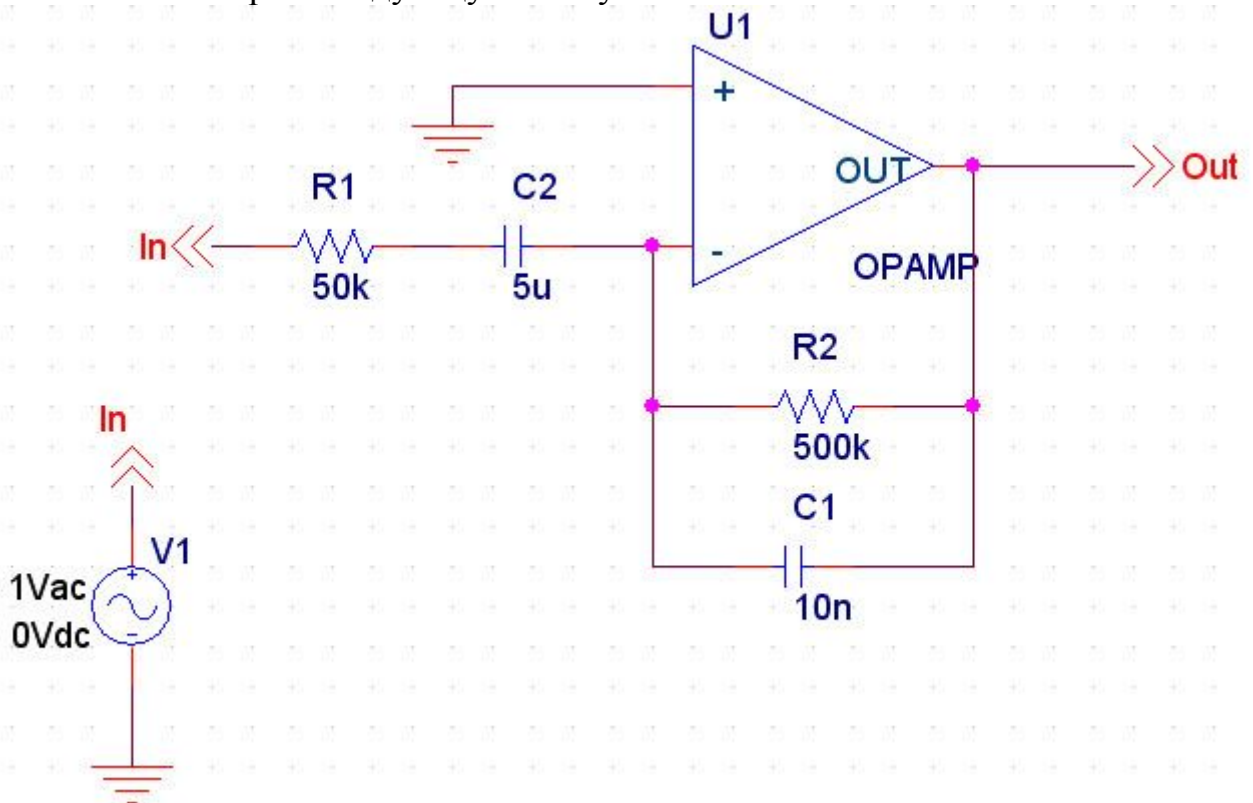 U1
+
OUT
Out
R1
C2
In
-
50k
5u
OPAMP
R2
In
500k
C1
V1
1Vac
+
0Vdc
-
10n